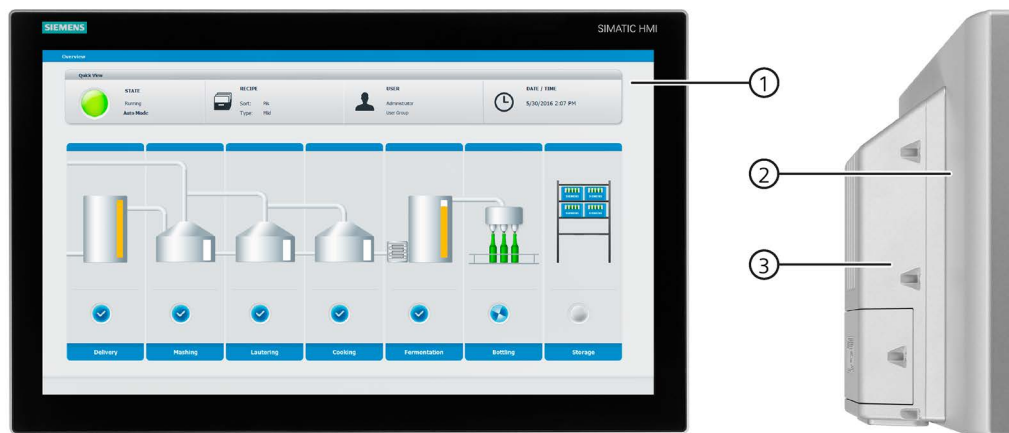 SIEMENS
SIMATIC HMI
Overview
Quick View
STATE
Running
Auto Mode
RECIPE
Sort:
Type:
USER
Administrator
User Group
DATE / TIME
5/30/2016 2:07 PM
Delivery
Mashing
Lautering
Cooking
Fermentation
Bottling
Storage
1
2
3